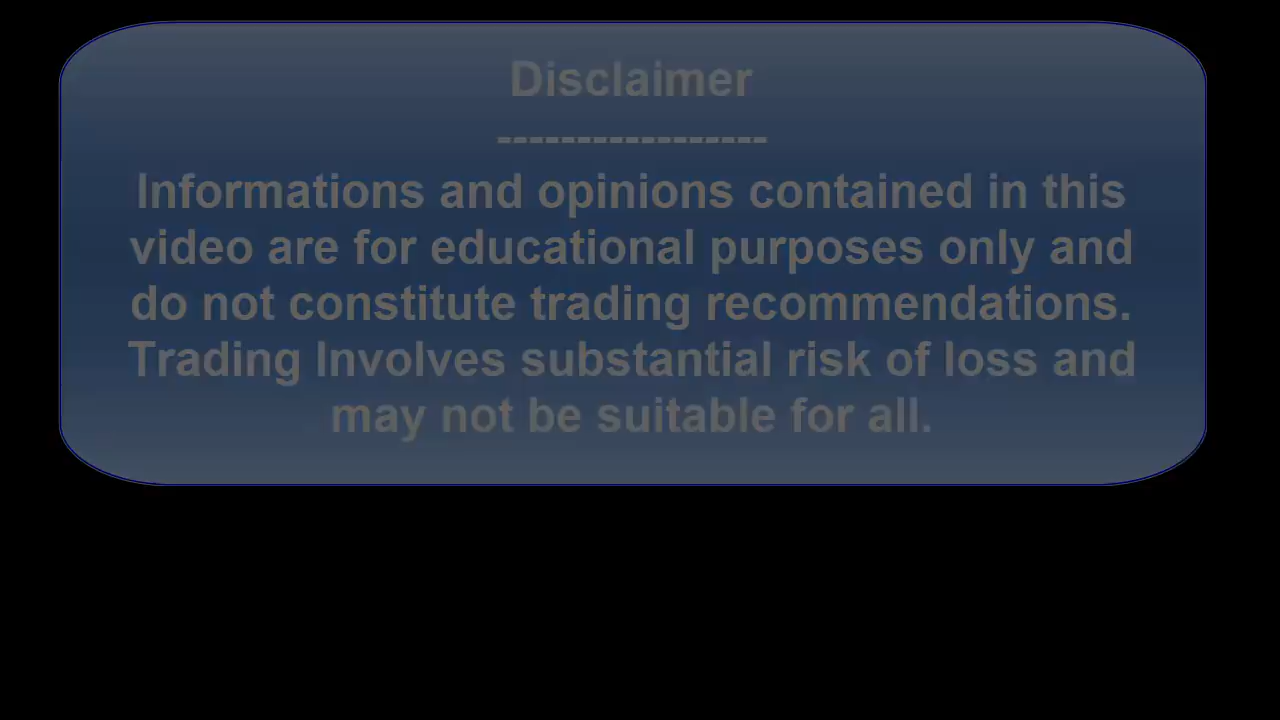 Disclaimer
-----------------
Informations and opinions contained in this
video are for educational purposes only and
do not constitute trading recommendations.
Trading Involves substantial risk of loss and
may not be suitable for all.